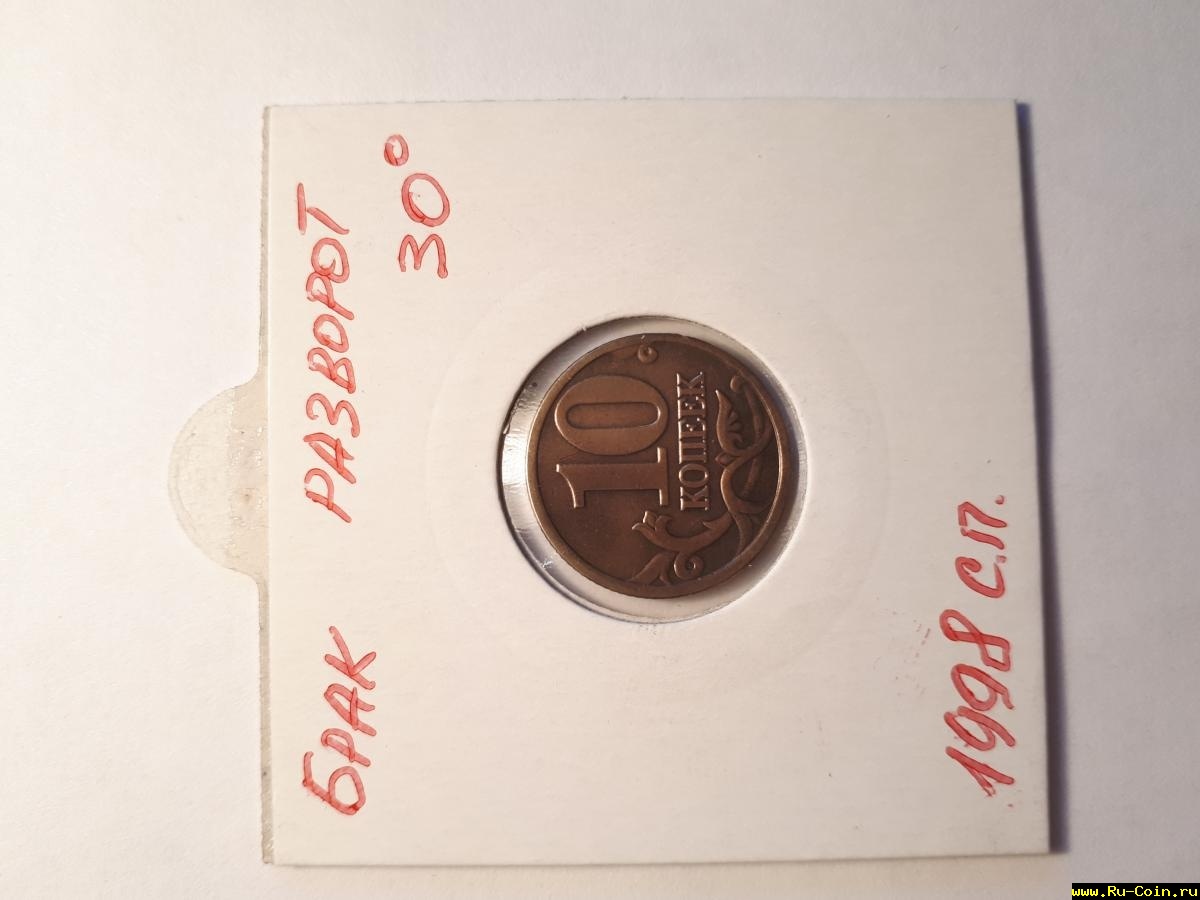 БРАК РАЗВОРОТ
30°
10
КОПЕЕК
1998 С.П.
www.Ru-Coin.ru